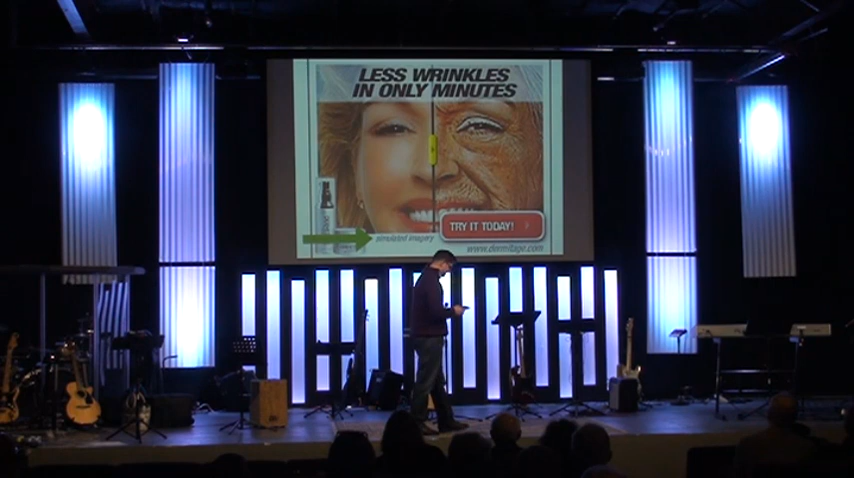 LESS WRINKLES
IN ONLY MINUTES
TRY IT TODAY!
simulated imagery
www.dermitage.com